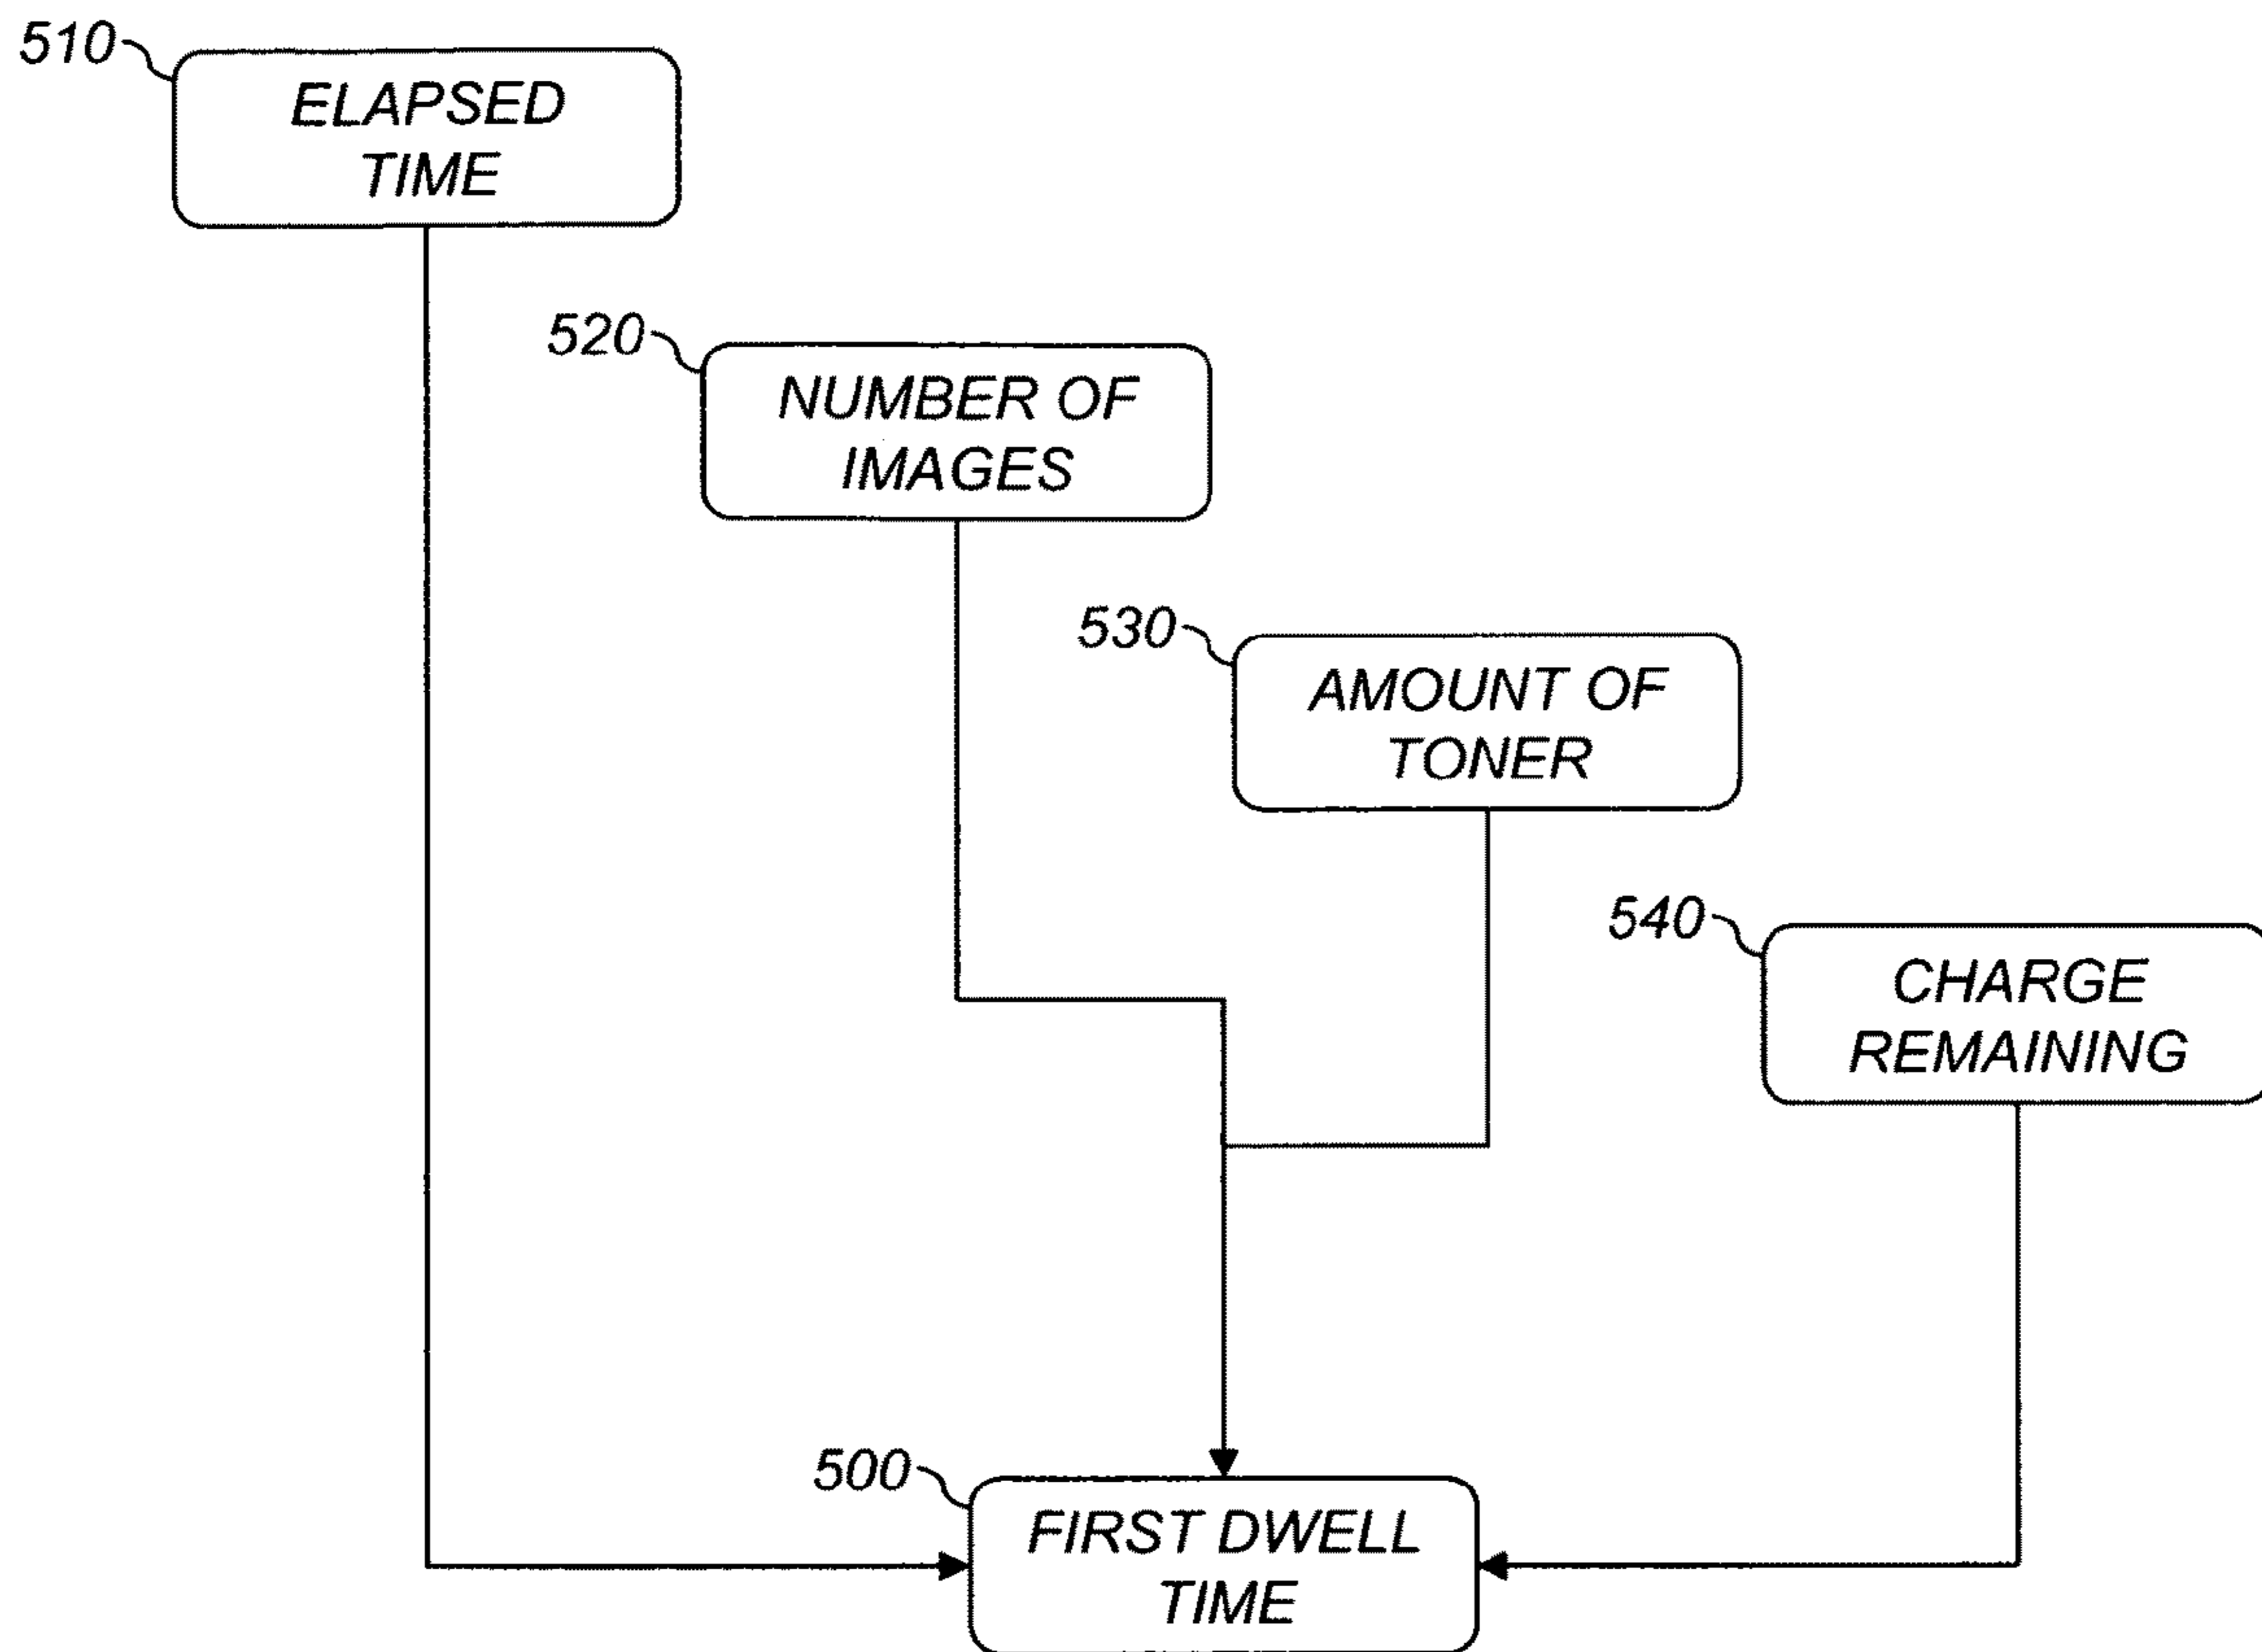 510
ELAPSED
TIME
520
NUMBER OF
IMAGES
530
AMOUNT OF
TONER
540
CHARGE
REMAINING
500
FIRST DWELL
TIME